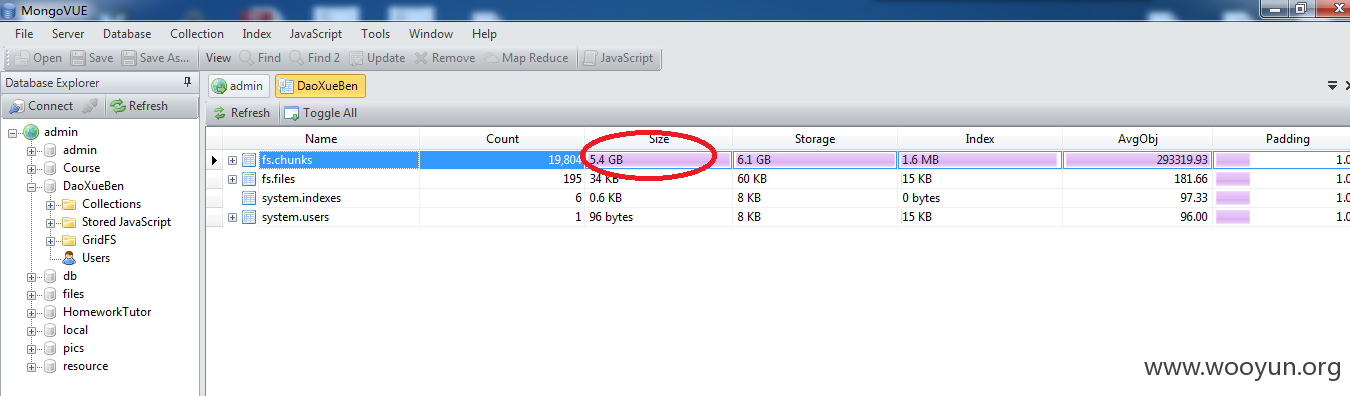 MongoVUE
File Server Database Collection Index JavaScript Tools Window Help
Open Save Save As... View Find Find 2 Update Remove Map Reduce JavaScript
Database Explorer
Connect Refresh
admin
admin
Course
DaoXueBen
Collections
Stored JavaScript
GridFS
Users
db
files
HomeworkTutor
local
pics
resource
admin DaoXueBen
Refresh Toggle All
Name Count Size Storage Index AvgObj Padding
fs.chunks 19,804 5.4 GB 6.1 GB 1.6 MB 293319.93 1.0
fs.files 195 34 KB 60 KB 15 KB 181.66 1.0
system.indexes 6 0.6 KB 8 KB 0 bytes 97.33 1.0
system.users 1 96 bytes 8 KB 15 KB 96.00 1.0
www.wooyun.org